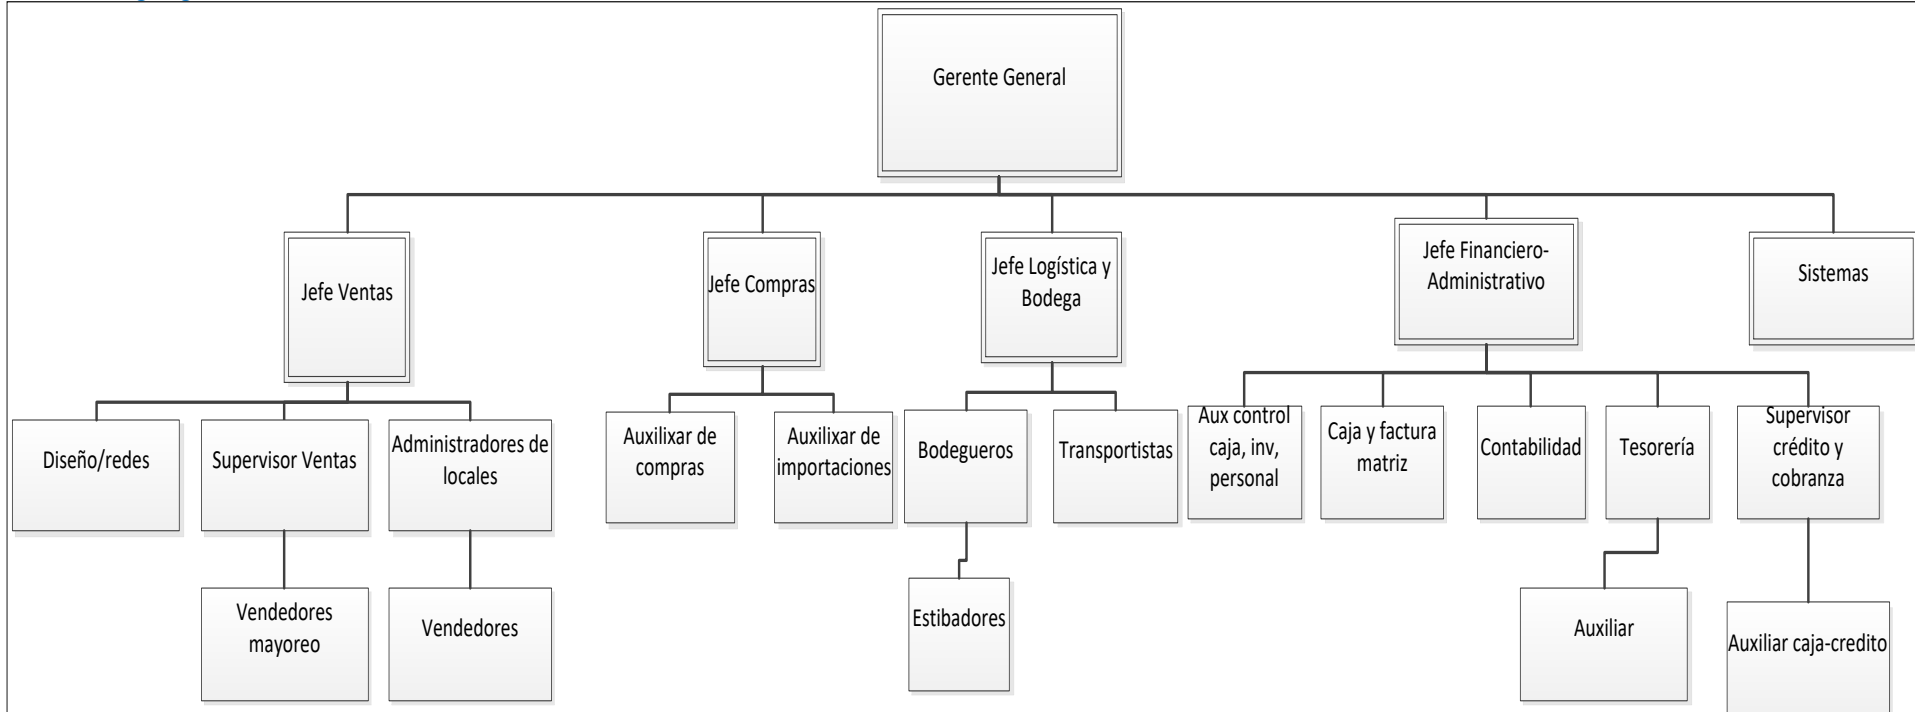 Gerente General
Jefe Ventas
Jefe Compras
Jefe Logística y
Bodega
Jefe Financiero-
Administrativo
Sistemas
Diseño/redes
Supervisor Ventas
Administradores de
locales
Auxilixar de
compras
Auxilixar de
importaciones
Bodegueros
Transportistas
Aux control
caja, inv,
personal
Caja y factura
matriz
Contabilidad
Tesorería
Supervisor
crédito y
cobranza
Vendedores
mayoreo
Vendedores
Estibadores
Auxiliar
Auxiliar caja-credito